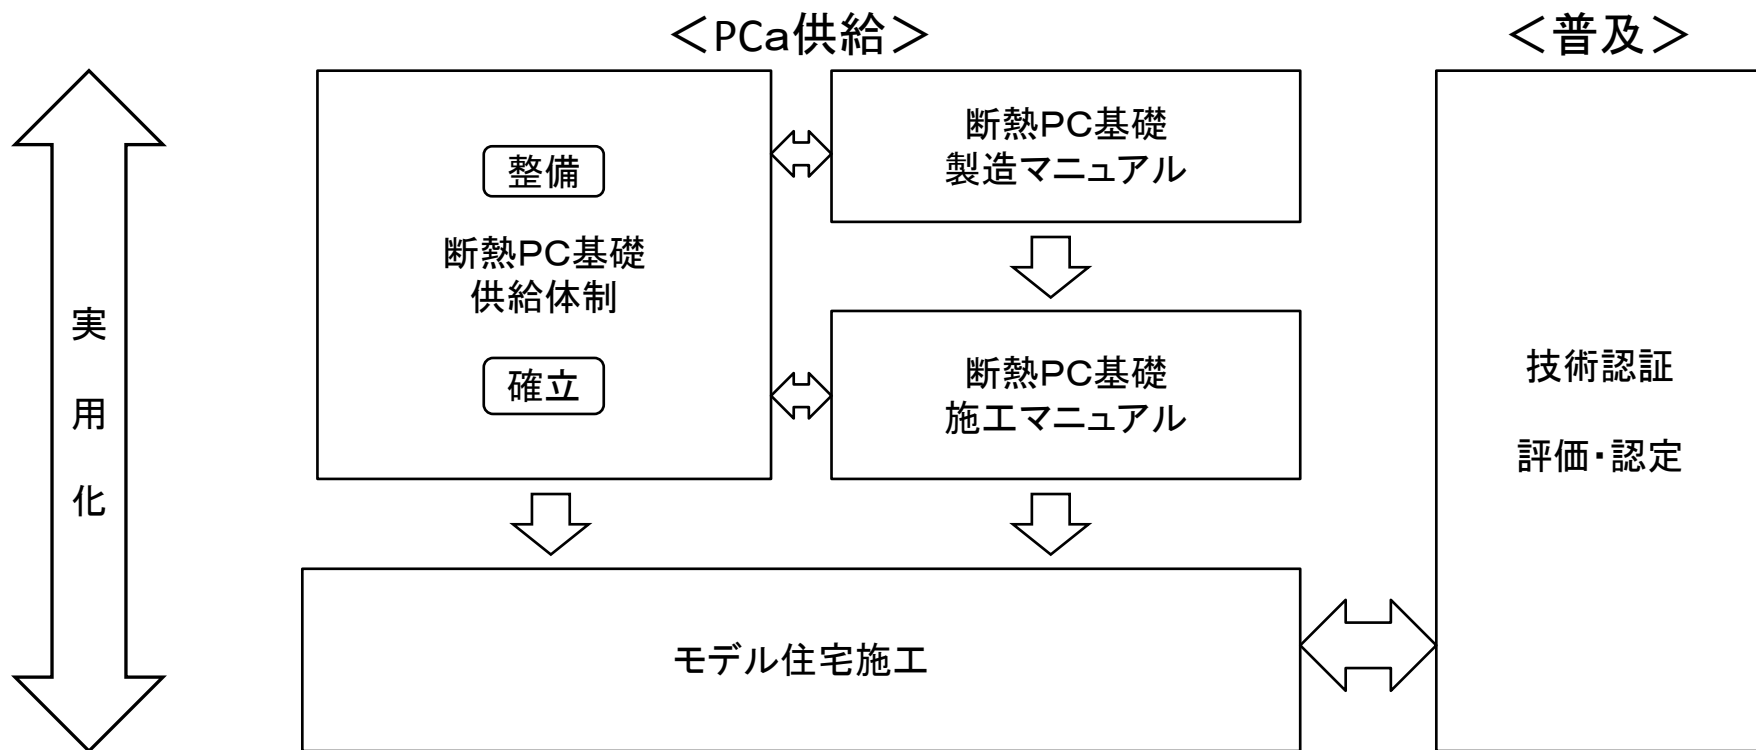 ＜PCa供給＞
＜普及＞
実用化
整備
断熱PC基礎
供給体制
確立
断熱PC基礎
製造マニュアル
断熱PC基礎
施工マニュアル
モデル住宅施工
技術認証
評価・認定